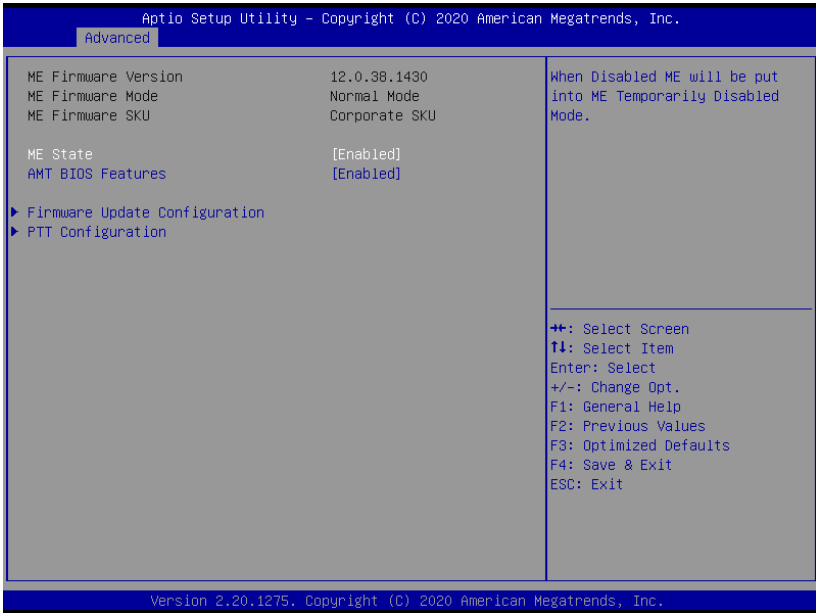 Aptio Setup Utility – Copyright (C) 2020 American Megatrends, Inc.
Advanced
ME Firmware Version 12.0.38.1430
ME Firmware Mode Normal Mode
ME Firmware SKU Corporate SKU
ME State [Enabled]
AMT BIOS Features [Enabled]
Firmware Update Configuration
PTT Configuration
When Disabled ME will be put
into ME Temporarily Disabled
Mode.
→←: Select Screen
↑↓: Select Item
Enter: Select
+/-: Change Opt.
F1: General Help
F2: Previous Values
F3: Optimized Defaults
F4: Save & Exit
ESC: Exit
Version 2.20.1275. Copyright (C) 2020 American Megatrends, Inc.